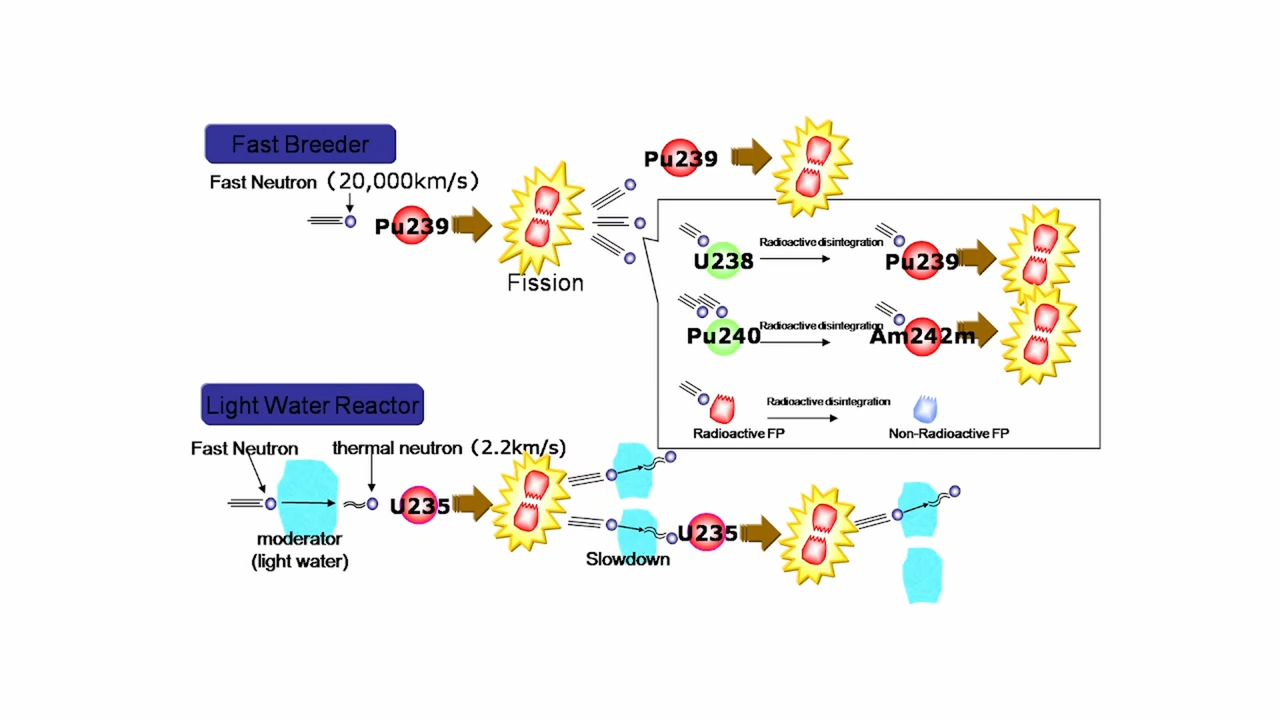 Fast Breeder
Fast Neutron (20,000km/s)
Pu239
Fission
Pu239
U238
Radioactive disintegration
Pu239
Pu240
Radioactive disintegration
Am242m
Radioactive disintegration
Radioactive FP
Non-Radioactive FP
Light Water Reactor
Fast Neutron
thermal neutron (2.2km/s)
U235
moderator
(light water)
Slowdown
U235